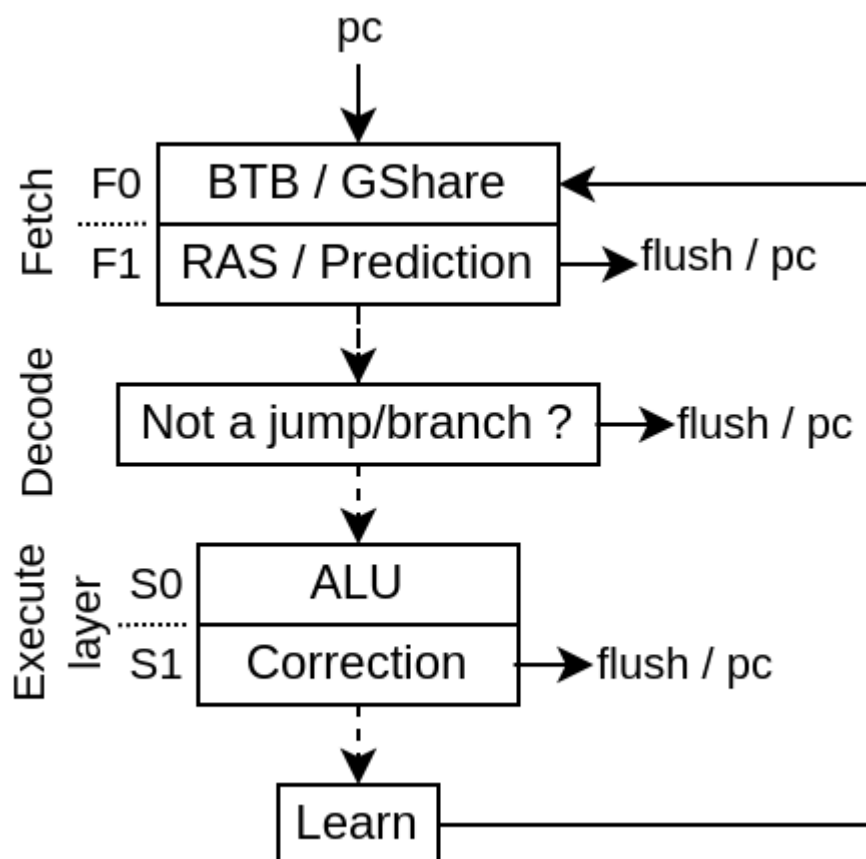 pc
Fetch
F0
BTB / GShare
F1
RAS / Prediction
flush / pc
Decode
Not a jump/branch ?
flush / pc
Execute
layer
S0
ALU
S1
Correction
flush / pc
Learn